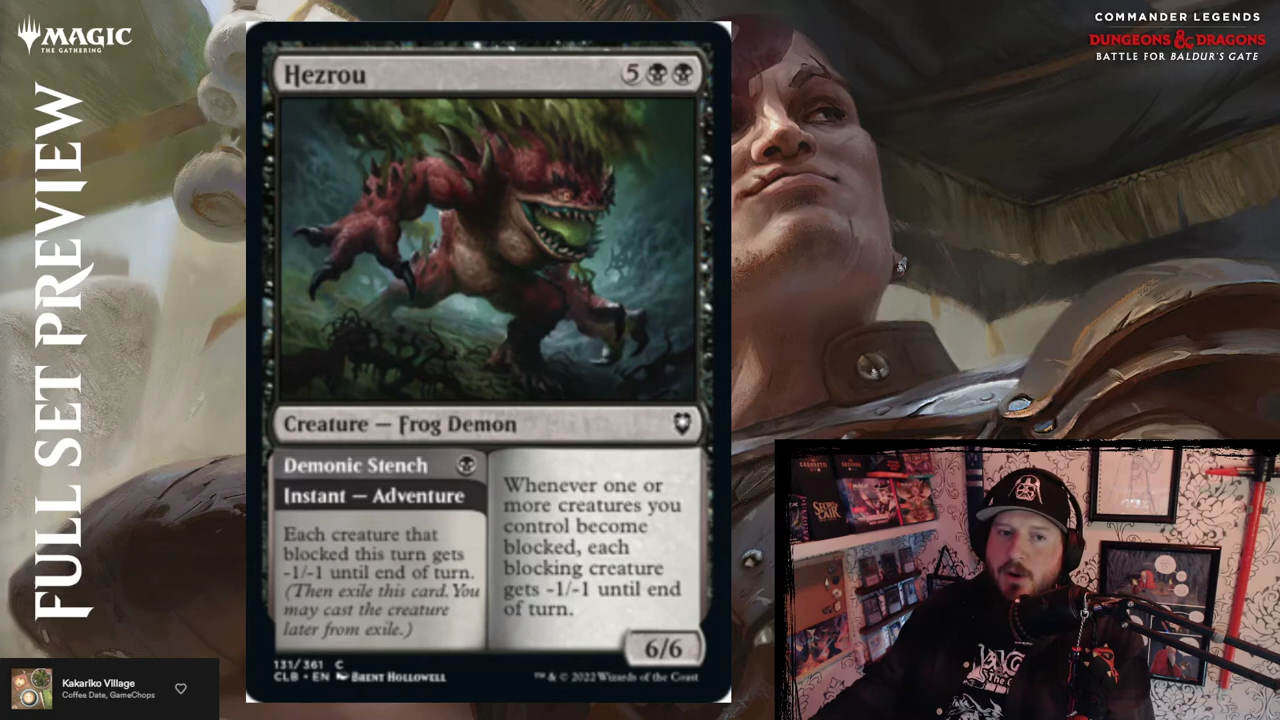 MAGIC
THE GATHERING
FULL SET PREVIEW
COMMANDER LEGENDS
DUNGEONS & DRAGONS
BATTLE FOR BALDUR'S GATE
Hezrou 5
Creature — Frog Demon
Demonic Stench
Instant — Adventure
Each creature that
blocked this turn gets
-1/-1 until end of turn.
(Then exile this card. You
may cast the creature
later from exile.)
Whenever one or
more creatures you
control become
blocked, each
blocking creature
gets -1/-1 until end
of turn.
6/6
131/361 C
CLB • EN BRENT HOLLOWELL
™ & © 2022 Wizards of the Coast
Kakariko Village
Coffee Date, GameChops
SECRET
LAIR